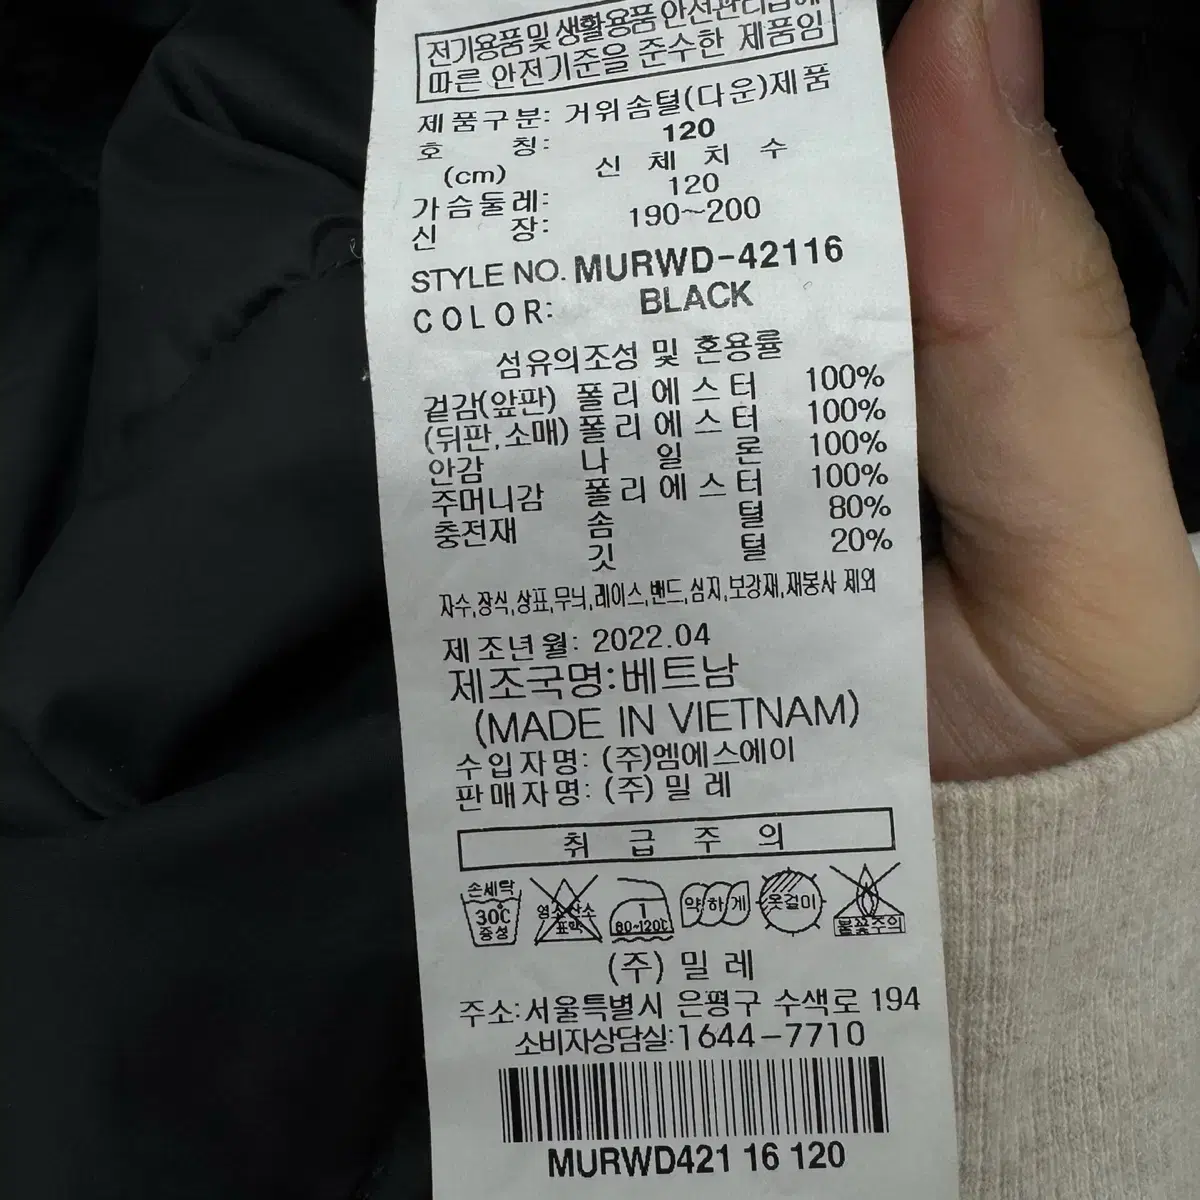 전기용품 및 생활용품 안전관리법에
따른 안전기준을 준수한 제품임
제품구분: 거위솜털(다운)제품
호 칭: 120
(cm) 신 체 치 수
가슴둘레: 120
신 장: 190~200
STYLE NO. MURWD-42116
COLOR: BLACK
섬유의조성 및 혼용률
겉감(앞판) 폴리에스터 100%
(뒤판,소매) 폴리에스터 100%
안감 나 일 론 100%
주머니감 폴리에스터 100%
충전재 솜 털 80%
깃 털 20%
자수,장식,상표,무늬,레이스,밴드,심지,보강재,재봉사 제외
제조년월: 2022.04
제조국명:베트남
(MADE IN VIETNAM)
수입자명: (주)엠에스에이
판매자명: (주) 밀 레
취 급 주 의
손세탁
30℃
중성
염소,산소
표백
1
80~120℃
약하게
옷걸이
불꽃주의
(주) 밀 레
주소:서울특별시 은평구 수색로 194
소비자상담실:1644-7710
MURWD421 16 120